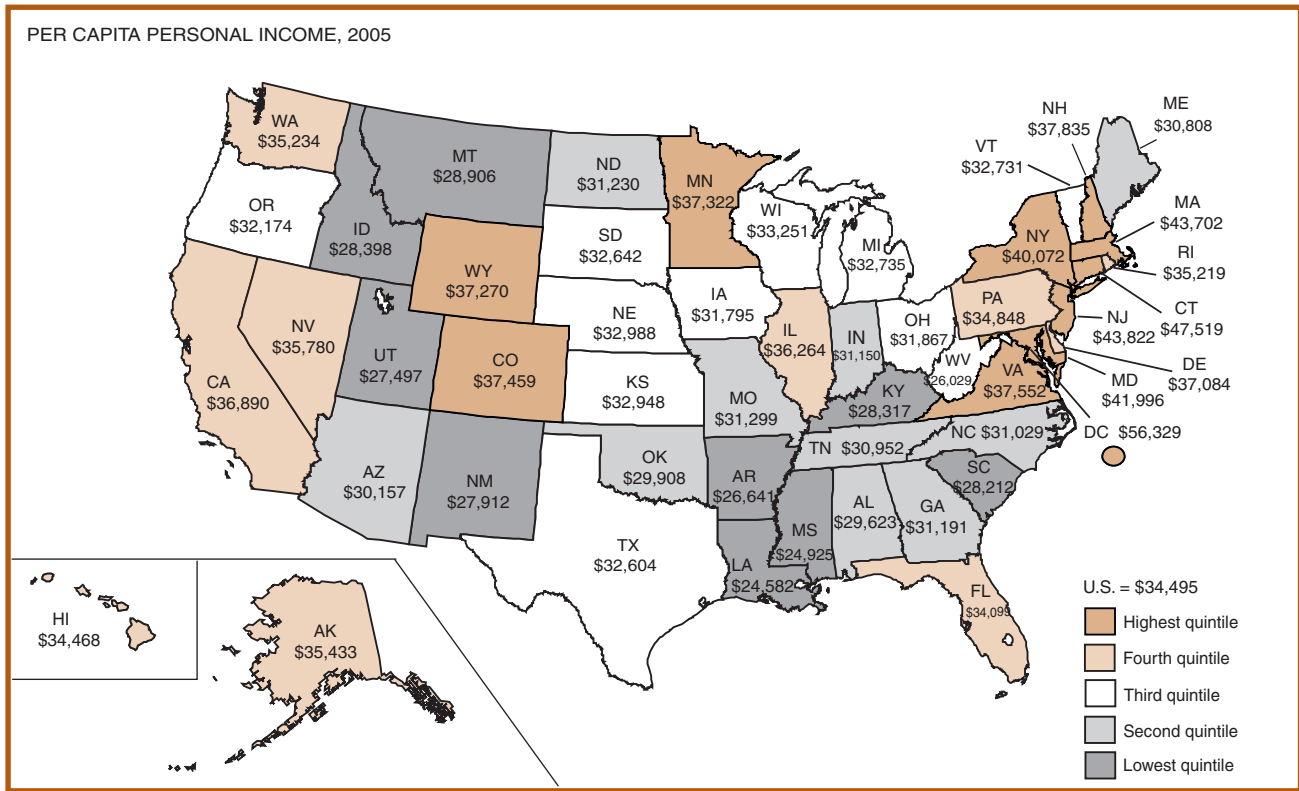 PER CAPITA PERSONAL INCOME, 2005
WA
$35,234
OR
$32,174
CA
$36,890
NV
$35,780
ID
$28,398
MT
$28,906
WY
$37,270
UT
$27,497
CO
$37,459
AZ
$30,157
NM
$27,912
ND
$31,230
SD
$32,642
NE
$32,988
KS
$32,948
OK
$29,908
TX
$32,604
MN
$37,322
IA
$31,795
MO
$31,299
AR
$26,641
LA
$24,582
WI
$33,251
IL
$36,264
MI
$32,735
IN
$31,150
OH
$31,867
KY
$28,317
TN $30,952
MS
$24,925
AL
$29,623
GA
$31,191
FL
$34,099
SC
$28,212
NC $31,029
WV
$26,029
VA
$37,552
PA
$34,848
NY
$40,072
VT
$32,731
NH
$37,835
ME
$30,808
MA
$43,702
RI
$35,219
CT
$47,519
NJ
$43,822
DE
$37,084
MD
$41,996
DC $56,329
HI
$34,468
AK
$35,433
U.S. = $34,495
Highest quintile
Fourth quintile
Third quintile
Second quintile
Lowest quintile